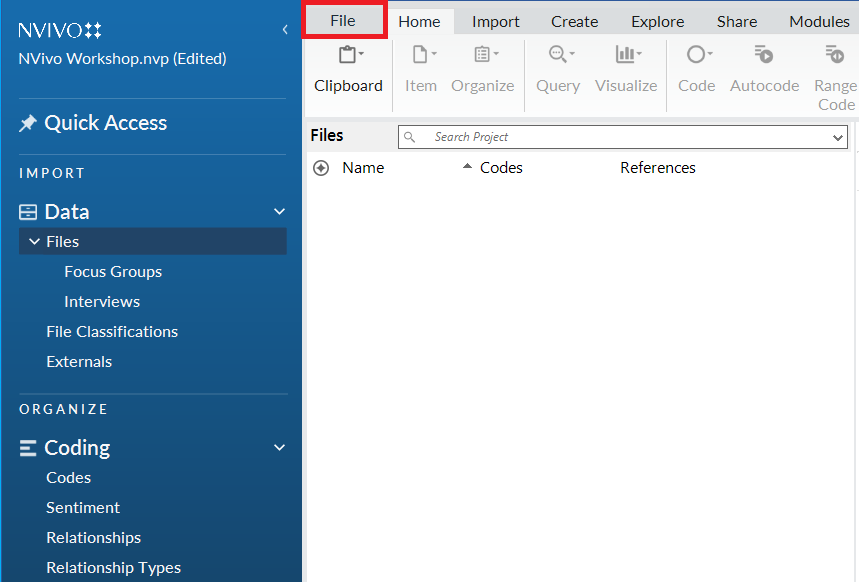 NVIVO
NVivo Workshop.nvp (Edited)
Quick Access
IMPORT
Data
Files
Focus Groups
Interviews
File Classifications
Externals
ORGANIZE
Coding
Codes
Sentiment
Relationships
Relationship Types
File Home Import Create Explore Share Modules
Clipboard Item Organize Query Visualize Code Autocode Range
Code
Files Search Project
Name Codes References